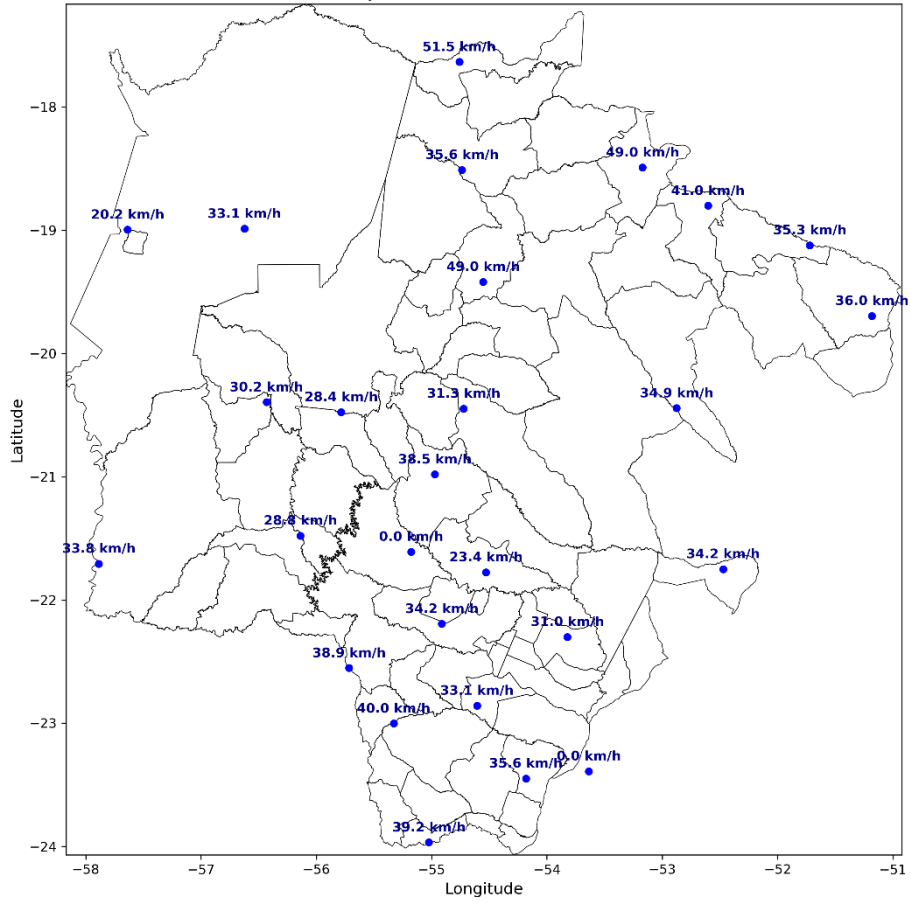 51.5 km/h
−18
35.6 km/h
49.0 km/h
41.0 km/h
20.2 km/h
33.1 km/h
35.3 km/h
−19
49.0 km/h
36.0 km/h
−20
30.2 km/h
28.4 km/h
31.3 km/h
34.9 km/h
Latitude
38.5 km/h
−21
28.8 km/h
0.0 km/h
33.8 km/h
23.4 km/h
34.2 km/h
−22
34.2 km/h
31.0 km/h
38.9 km/h
33.1 km/h
40.0 km/h
−23
35.6 km/h
0.0 km/h
39.2 km/h
−24
−58 −57 −56 −55 −54 −53 −52 −51
Longitude